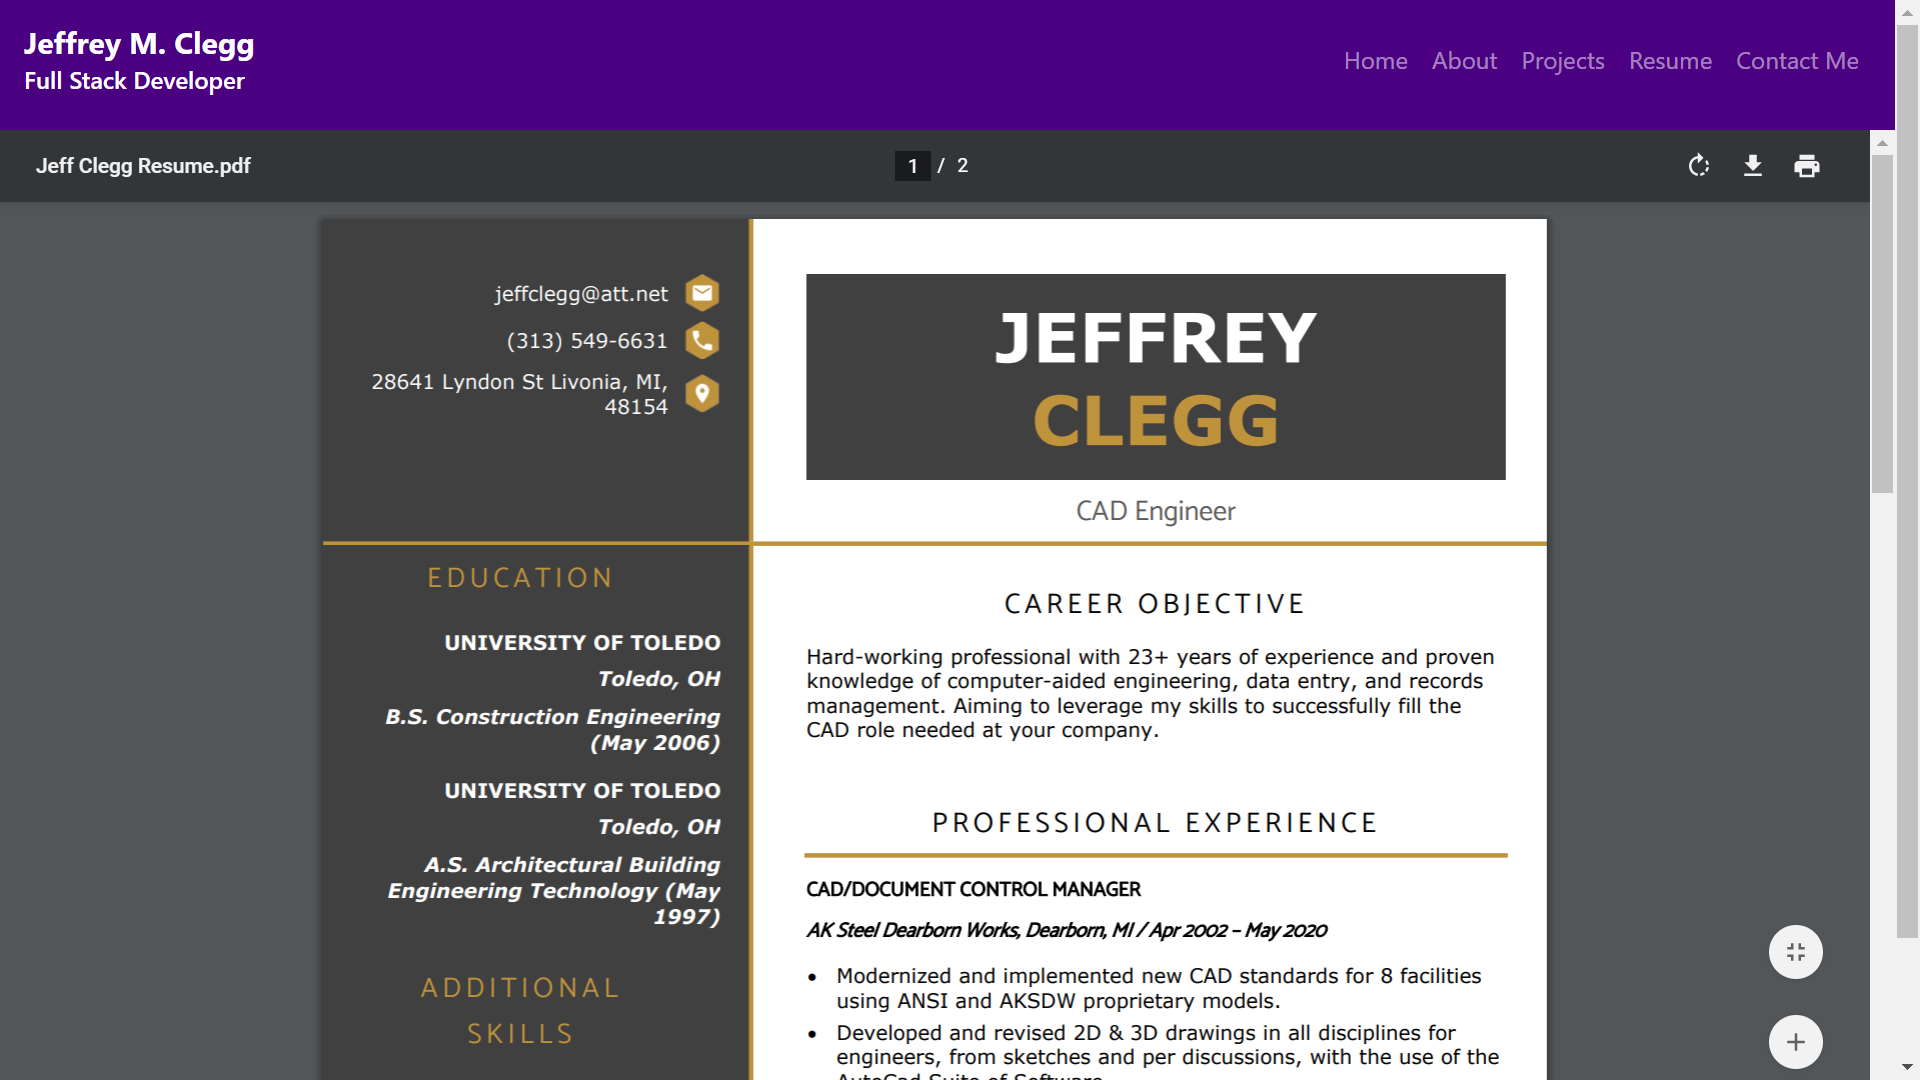 Jeffrey M. Clegg
Full Stack Developer
Home About Projects Resume Contact Me
Jeff Clegg Resume.pdf
1 / 2
jeffclegg@att.net
(313) 549-6631
28641 Lyndon St Livonia, MI,
48154
JEFFREY
CLEGG
CAD Engineer
EDUCATION
UNIVERSITY OF TOLEDO
Toledo, OH
B.S. Construction Engineering
(May 2006)
UNIVERSITY OF TOLEDO
Toledo, OH
A.S. Architectural Building
Engineering Technology (May
1997)
ADDITIONAL
SKILLS
CAREER OBJECTIVE
Hard-working professional with 23+ years of experience and proven
knowledge of computer-aided engineering, data entry, and records
management. Aiming to leverage my skills to successfully fill the
CAD role needed at your company.
PROFESSIONAL EXPERIENCE
CAD/DOCUMENT CONTROL MANAGER
AK Steel Dearborn Works, Dearborn, MI / Apr 2002 – May 2020
• Modernized and implemented new CAD standards for 8 facilities
using ANSI and AKSDW proprietary models.
• Developed and revised 2D & 3D drawings in all disciplines for
engineers, from sketches and per discussions, with the use of the
AutoCad Suite of Software